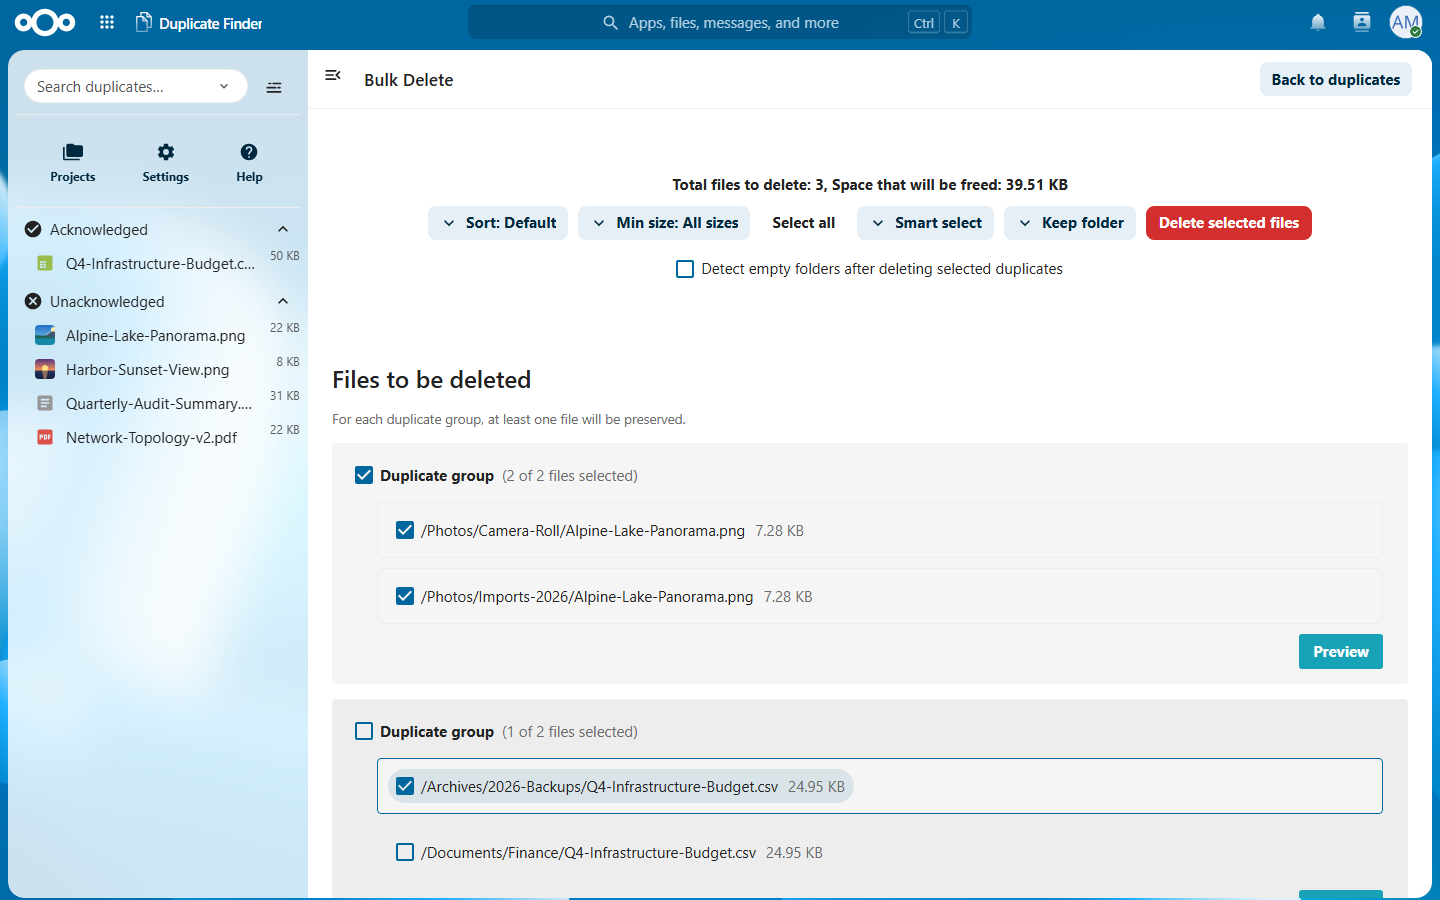 Duplicate Finder
Apps, files, messages, and more
Ctrl
K
AM
Search duplicates...
Projects
Settings
Help
Acknowledged
Q4-Infrastructure-Budget.c...
50 KB
Unacknowledged
Alpine-Lake-Panorama.png
22 KB
Harbor-Sunset-View.png
8 KB
Quarterly-Audit-Summary....
31 KB
PDF
Network-Topology-v2.pdf
22 KB
Bulk Delete
Back to duplicates
Total files to delete: 3, Space that will be freed: 39.51 KB
Sort: Default
Min size: All sizes
Select all
Smart select
Keep folder
Delete selected files
Detect empty folders after deleting selected duplicates
Files to be deleted
For each duplicate group, at least one file will be preserved.
Duplicate group (2 of 2 files selected)
/Photos/Camera-Roll/Alpine-Lake-Panorama.png 7.28 KB
/Photos/Imports-2026/Alpine-Lake-Panorama.png 7.28 KB
Preview
Duplicate group (1 of 2 files selected)
/Archives/2026-Backups/Q4-Infrastructure-Budget.csv 24.95 KB
/Documents/Finance/Q4-Infrastructure-Budget.csv 24.95 KB